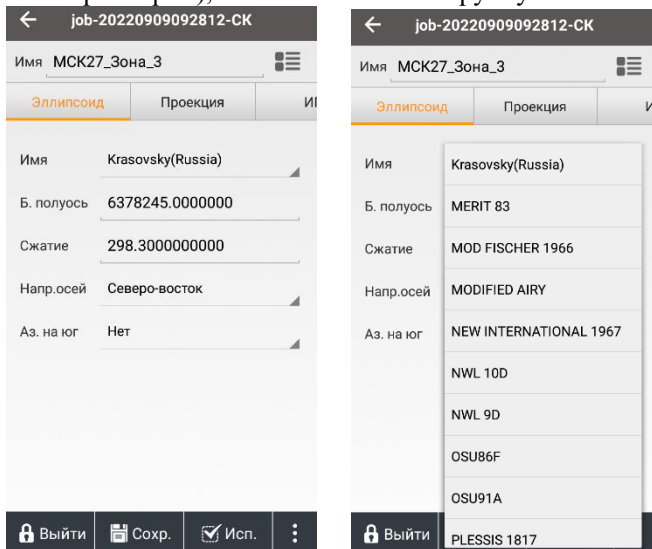 job-20220909092812-СК
Имя МСК27_Зона_3
Эллипсоид Проекция
Имя Krasovsky(Russia)
Б. полуось 6378245.0000000
Сжатие 298.3000000000
Напр.осей Северо-восток
Аз. на юг Нет
Выйти Сохр. Исп.
job-20220909092812-СК
Имя МСК27_Зона_3
Эллипсоид Проекция
Имя Krasovsky(Russia)
Б. полуось MERIT 83
Сжатие MOD FISCHER 1966
Напр.осей MODIFIED AIRY
Аз. на юг NEW INTERNATIONAL 1967
NWL 10D
NWL 9D
OSU86F
OSU91A
Выйти PLESSIS 1817